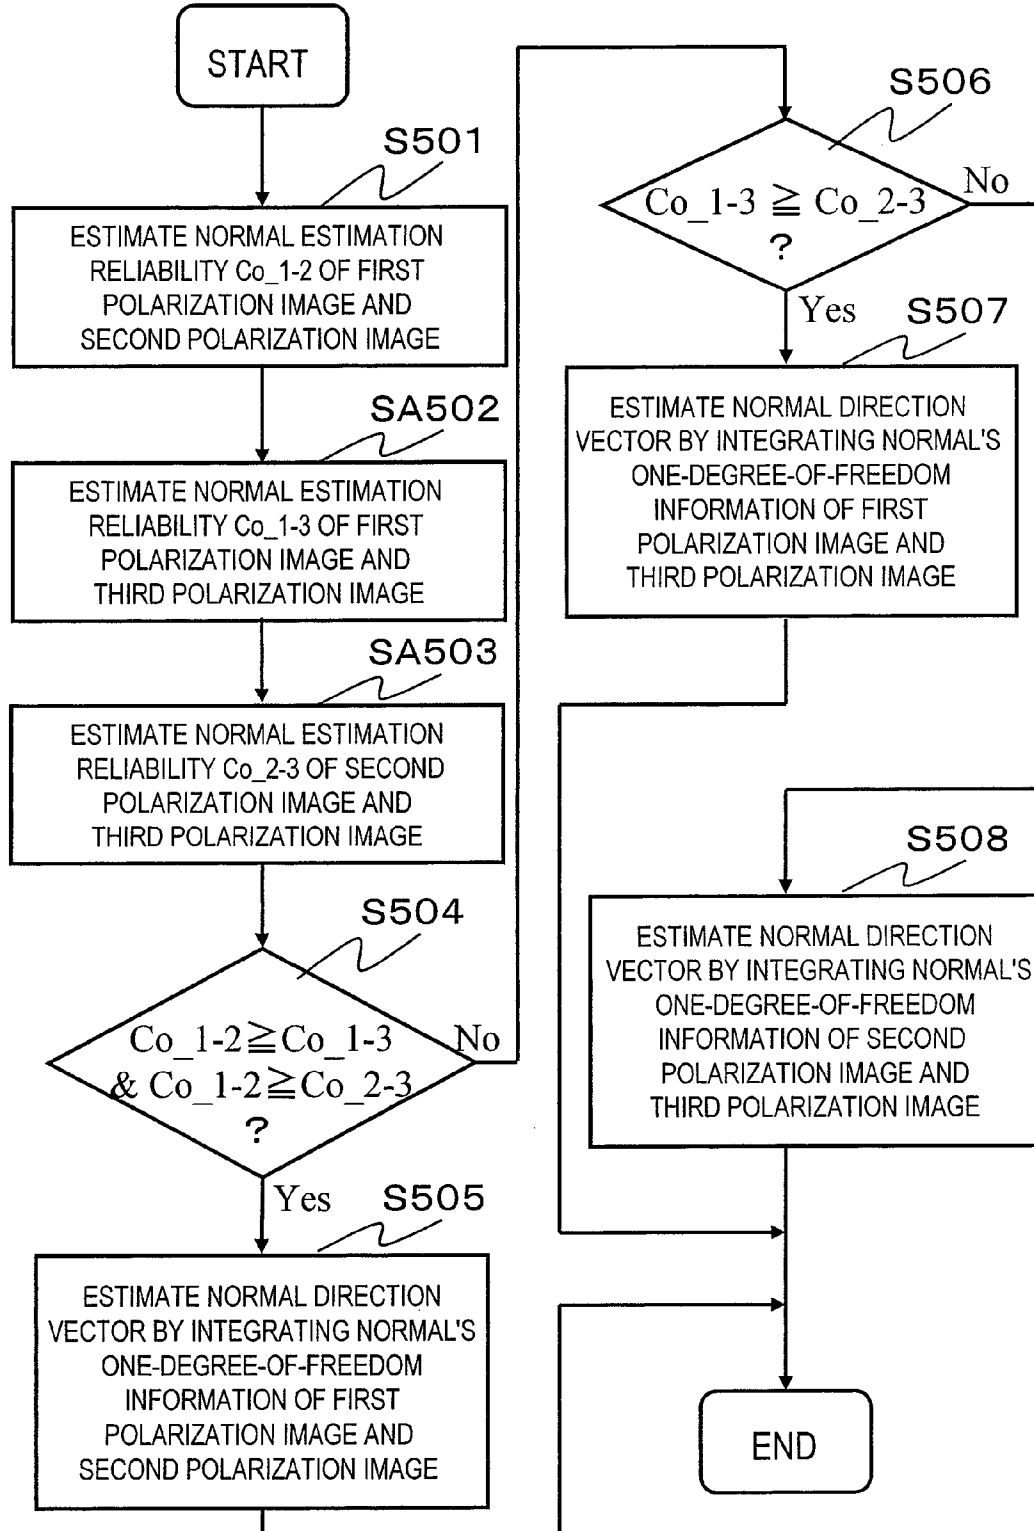 START
S501
ESTIMATE NORMAL ESTIMATION
RELIABILITY Co_1-2 OF FIRST
POLARIZATION IMAGE AND
SECOND POLARIZATION IMAGE
SA502
ESTIMATE NORMAL ESTIMATION
RELIABILITY Co_1-3 OF FIRST
POLARIZATION IMAGE AND
THIRD POLARIZATION IMAGE
SA503
ESTIMATE NORMAL ESTIMATION
RELIABILITY Co_2-3 OF SECOND
POLARIZATION IMAGE AND
THIRD POLARIZATION IMAGE
S504
Co_1-2≧Co_1-3
& Co_1-2≧Co_2-3
?
No
Yes
S505
ESTIMATE NORMAL DIRECTION
VECTOR BY INTEGRATING NORMAL'S
ONE-DEGREE-OF-FREEDOM
INFORMATION OF FIRST
POLARIZATION IMAGE AND
SECOND POLARIZATION IMAGE
S506
Co_1-3 ≧ Co_2-3
?
No
Yes
S507
ESTIMATE NORMAL DIRECTION
VECTOR BY INTEGRATING NORMAL'S
ONE-DEGREE-OF-FREEDOM
INFORMATION OF FIRST
POLARIZATION IMAGE AND
THIRD POLARIZATION IMAGE
S508
ESTIMATE NORMAL DIRECTION
VECTOR BY INTEGRATING NORMAL'S
ONE-DEGREE-OF-FREEDOM
INFORMATION OF SECOND
POLARIZATION IMAGE AND
THIRD POLARIZATION IMAGE
END